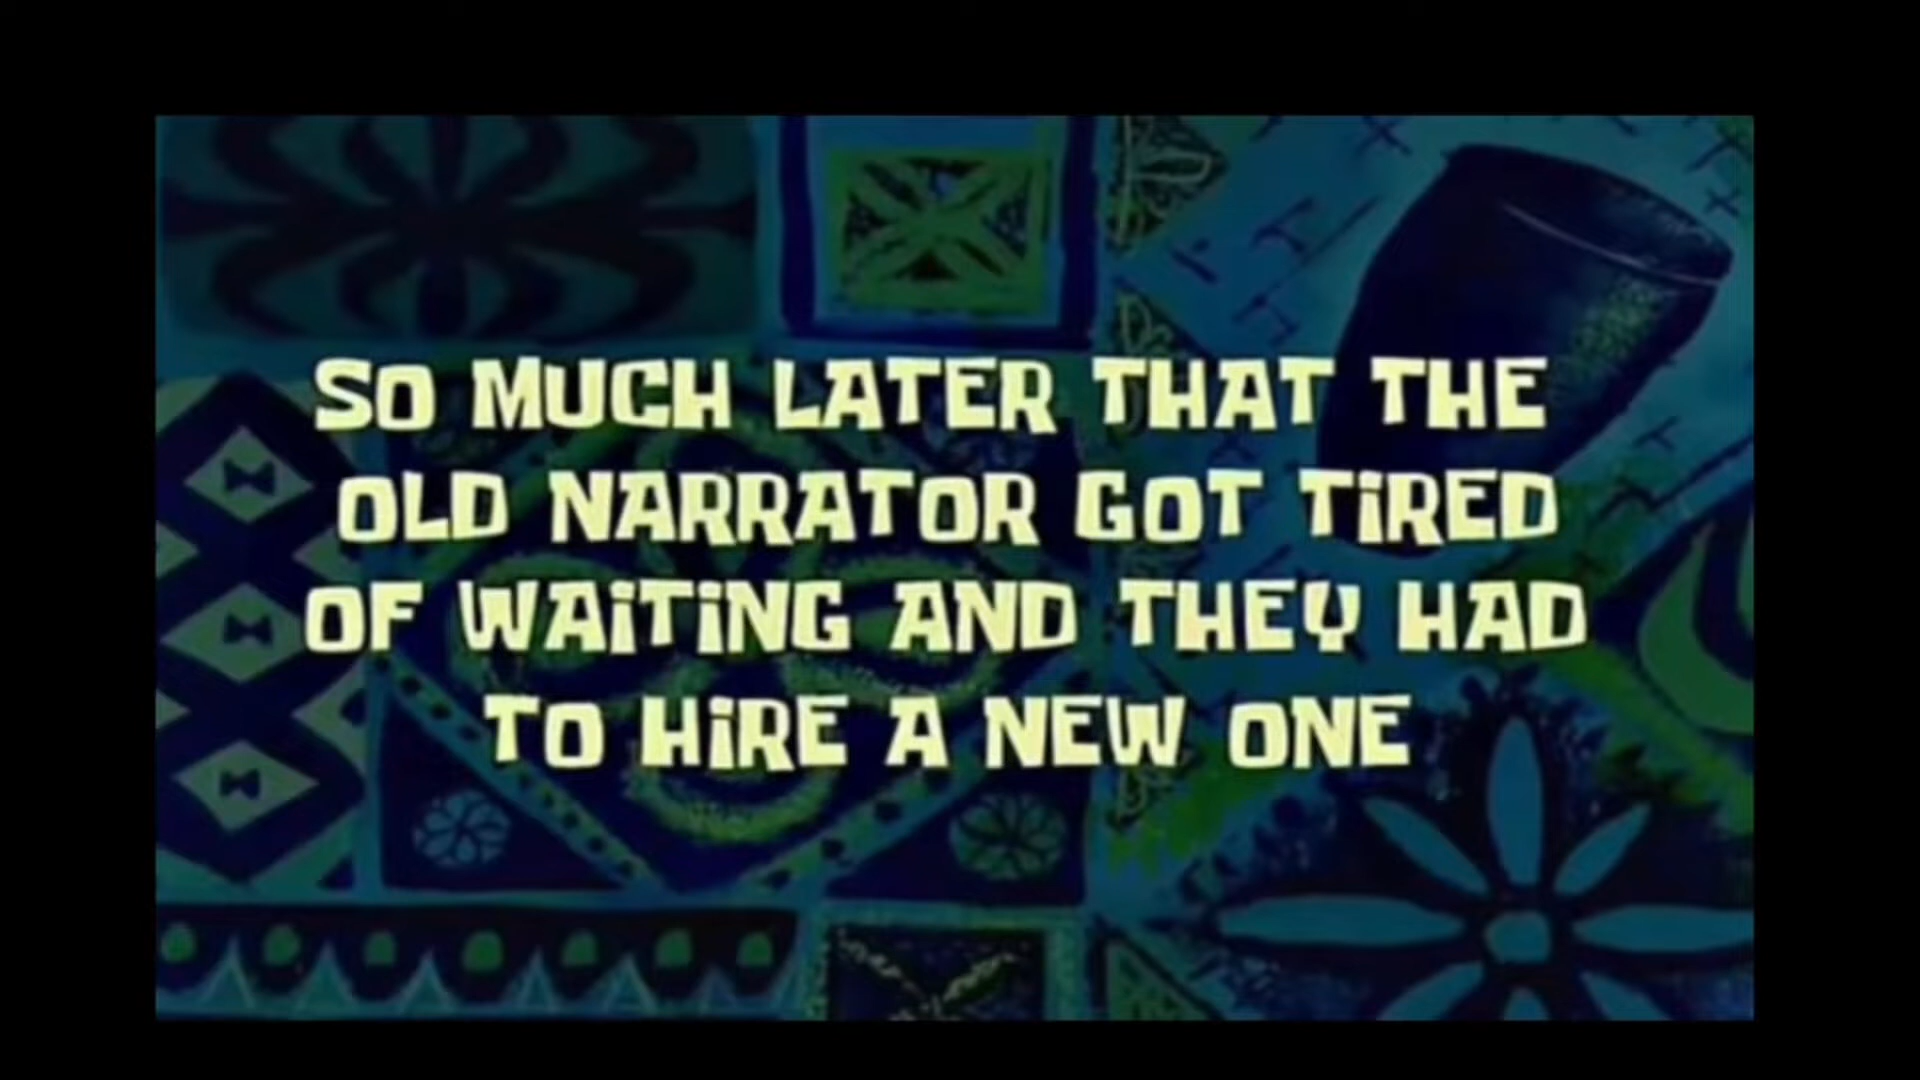 SO MUCH LATER THAT THE
OLD NARRATOR GOT TiRED
OF WAiTiNG AND THEY HAD
TO HiRE A NEW ONE